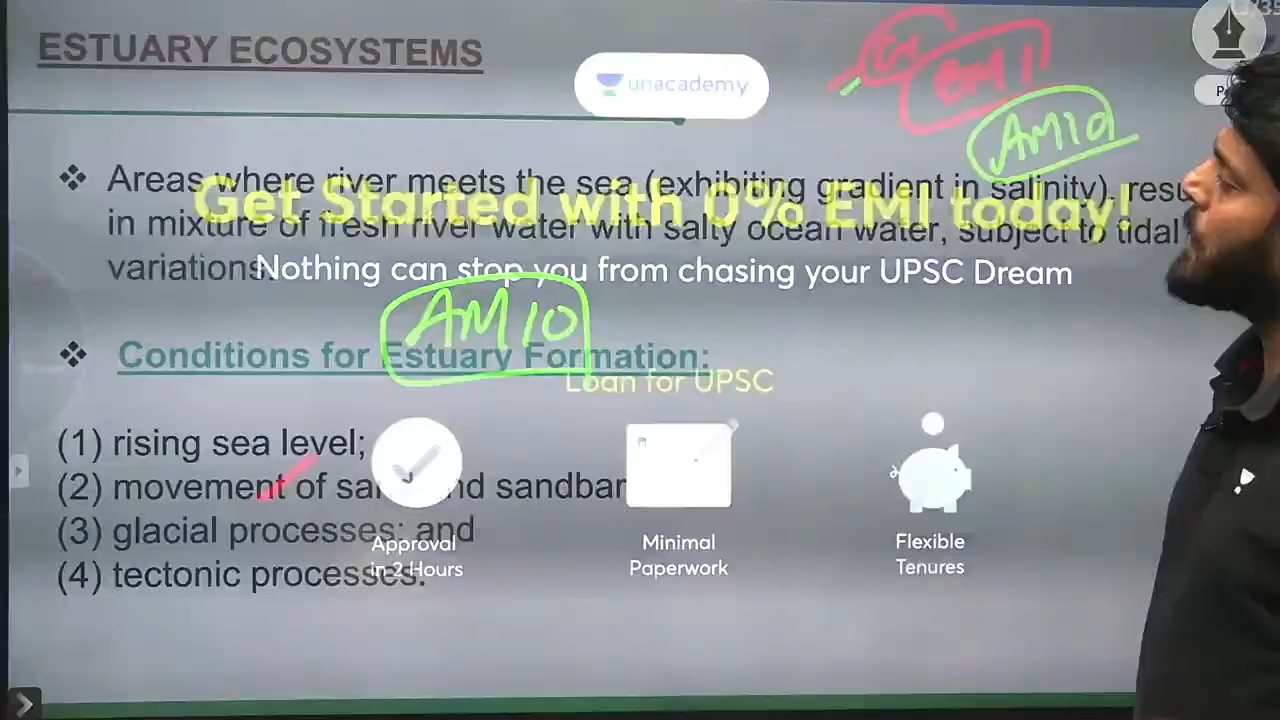 ESTUARY ECOSYSTEMS
unacademy
AM10
Areas where river meets the sea (exhibiting gradient in salinity), resu
in mixture of fresh river water with salty ocean water, subject to tidal
variations.
Get Started with 0% EMI today!
Nothing can stop you from chasing your UPSC Dream
AM10
Conditions for Estuary Formation:
Loan for UPSC
(1) rising sea level;
(2) movement of sand and sandbar
(3) glacial processes; and
(4) tectonic processes.
Approval
in 2 Hours
Minimal
Paperwork
Flexible
Tenures